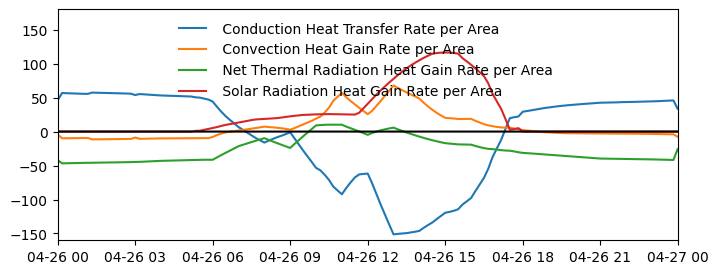 150
100
50
0
−50
−100
−150
Conduction Heat Transfer Rate per Area
Convection Heat Gain Rate per Area
Net Thermal Radiation Heat Gain Rate per Area
Solar Radiation Heat Gain Rate per Area
04-26 00 04-26 03 04-26 06 04-26 09 04-26 12 04-26 15 04-26 18 04-26 21 04-27 00